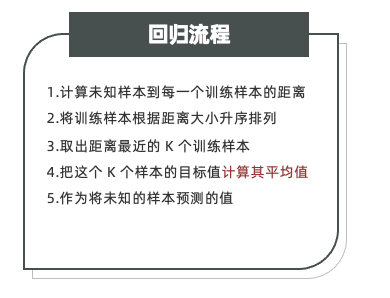 回归流程
1.计算未知样本到每一个训练样本的距离
2.将训练样本根据距离大小升序排列
3.取出距离最近的 K 个训练样本
4.把这个 K 个样本的目标值计算其平均值
5.作为将未知的样本预测的值